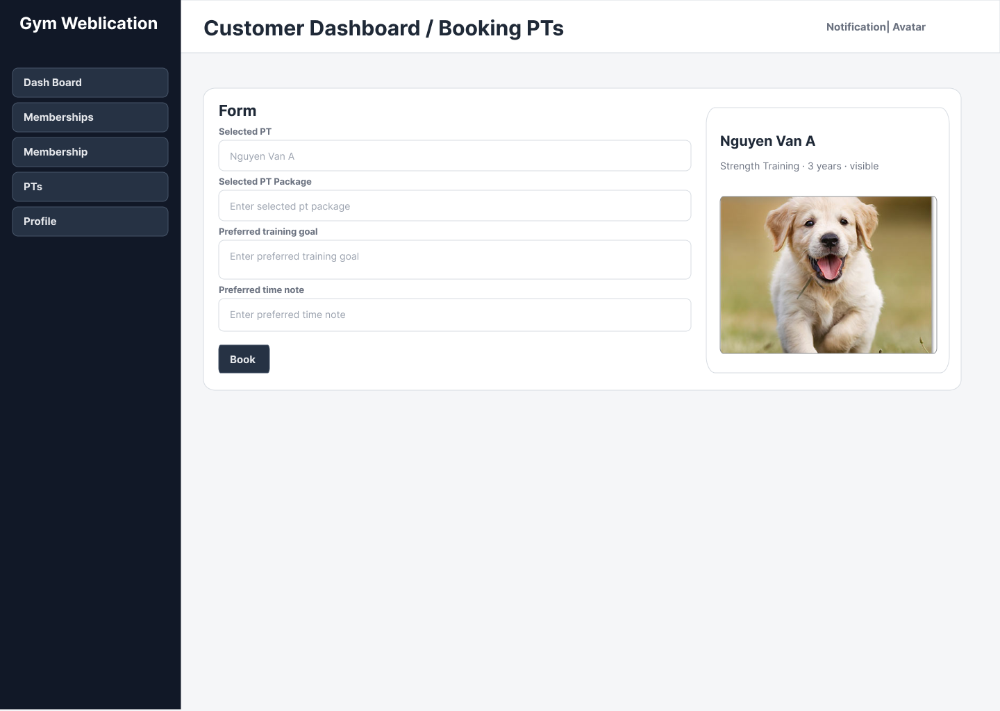 Gym Weblication
Dash Board
Memberships
Membership
PTs
Profile
Customer Dashboard / Booking PTs
Notification| Avatar
Form
Selected PT
Nguyen Van A
Selected PT Package
Enter selected pt package
Preferred training goal
Enter preferred training goal
Preferred time note
Enter preferred time note
Book
Nguyen Van A
Strength Training · 3 years · visible